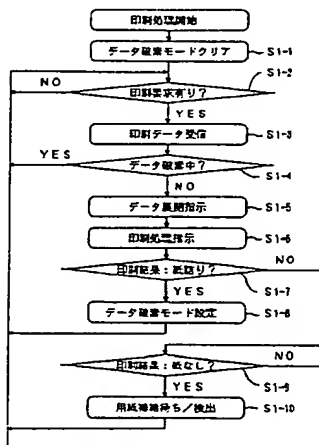 印刷処理開始
データ破棄モードクリア S1-1
S1-2
NO 印刷要求有り?
YES
印刷データ受信 S1-3
YES データ破棄中?
S1-4
NO
データ展開指示 S1-5
印刷処理指示 S1-6
印刷結果:紙詰り? NO
YES S1-7
データ破棄モード設定 S1-8
印刷結果:紙なし? NO
YES S1-9
用紙補給待ち/検出 S1-10